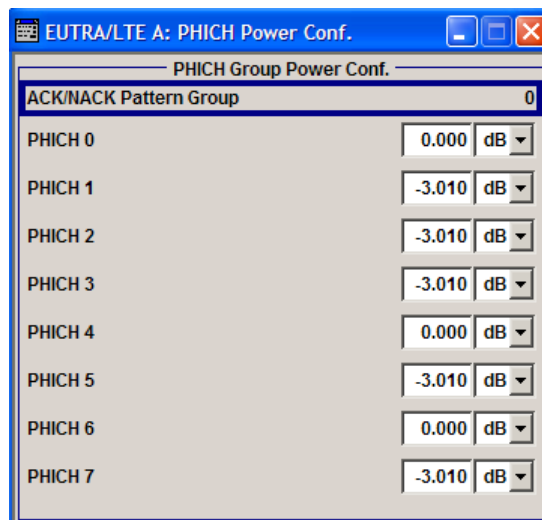 EUTRA/LTE A: PHICH Power Conf.
PHICH Group Power Conf.
ACK/NACK Pattern Group 0
PHICH 0 0.000 dB
PHICH 1 -3.010 dB
PHICH 2 -3.010 dB
PHICH 3 -3.010 dB
PHICH 4 0.000 dB
PHICH 5 -3.010 dB
PHICH 6 0.000 dB
PHICH 7 -3.010 dB